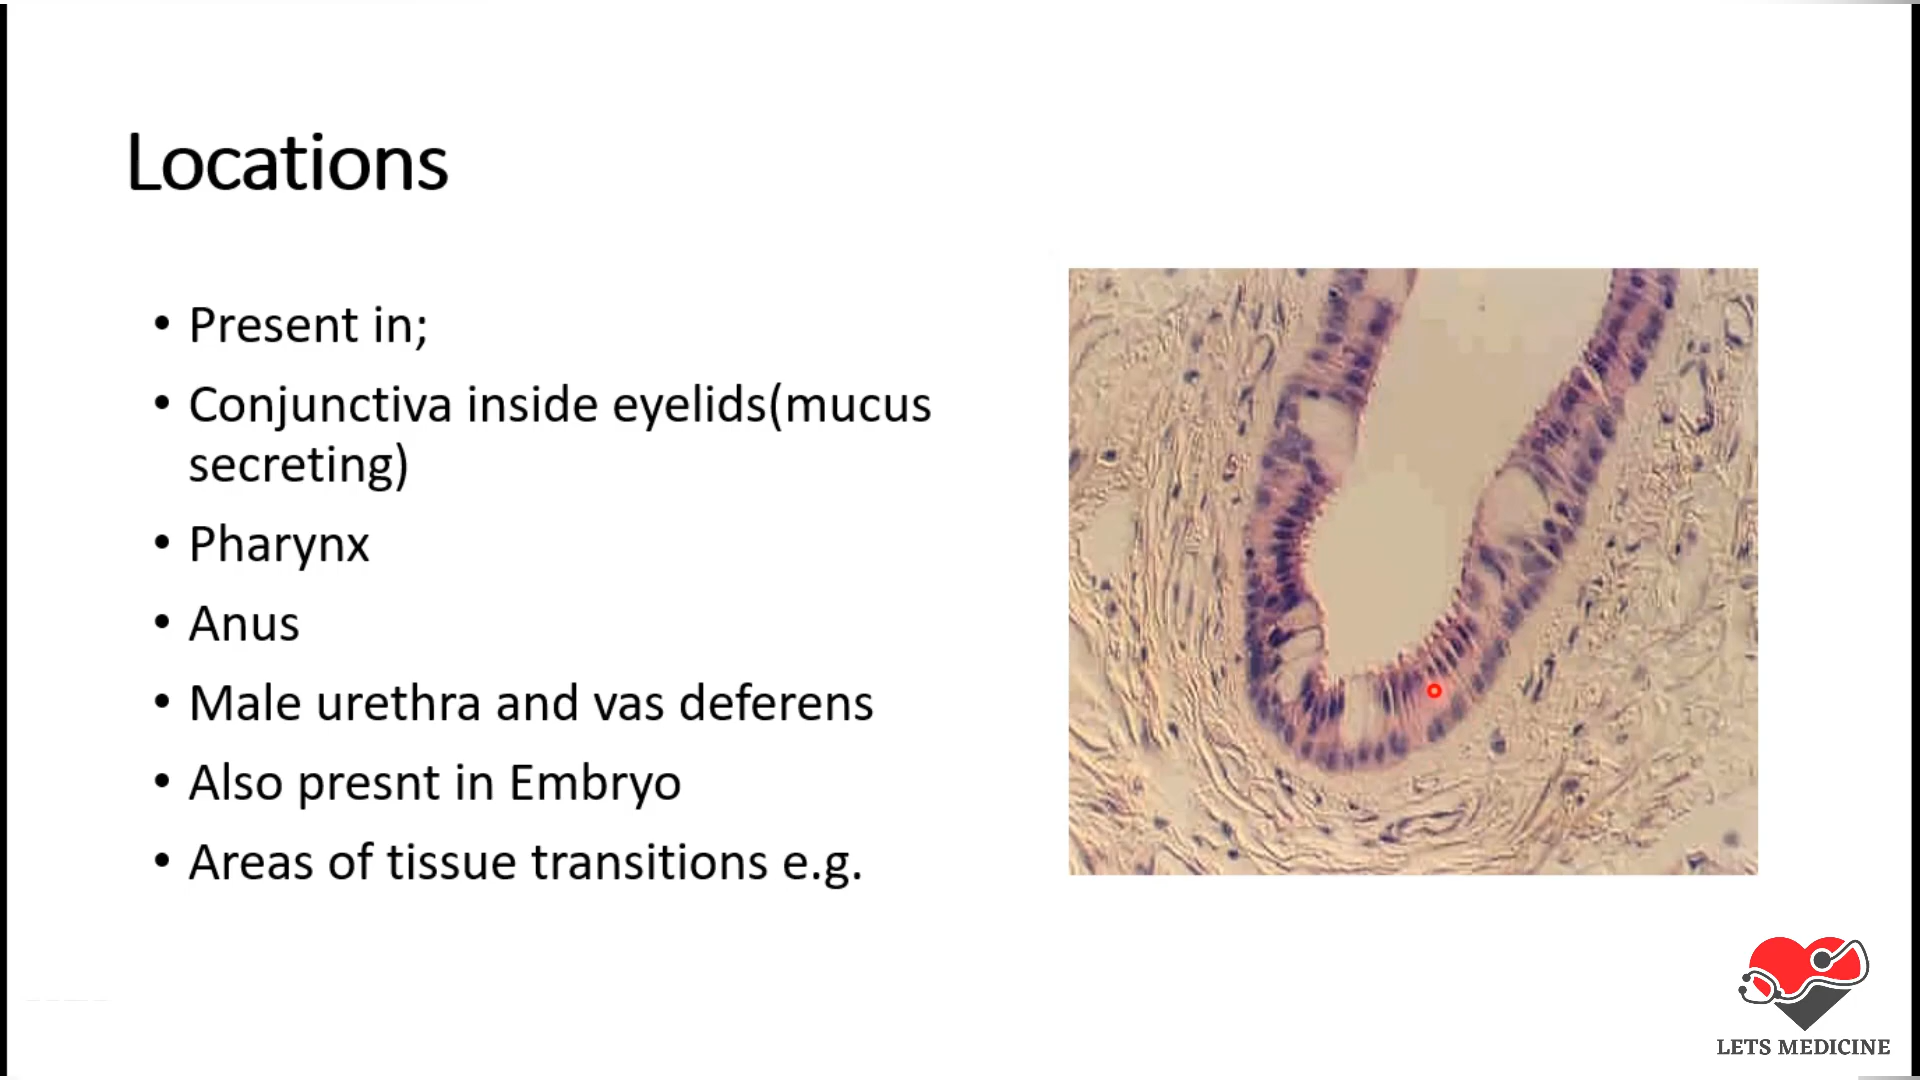 Locations
• Present in;
• Conjunctiva inside eyelids(mucus
secreting)
• Pharynx
• Anus
• Male urethra and vas deferens
• Also presnt in Embryo
• Areas of tissue transitions e.g.
LETS MEDICINE